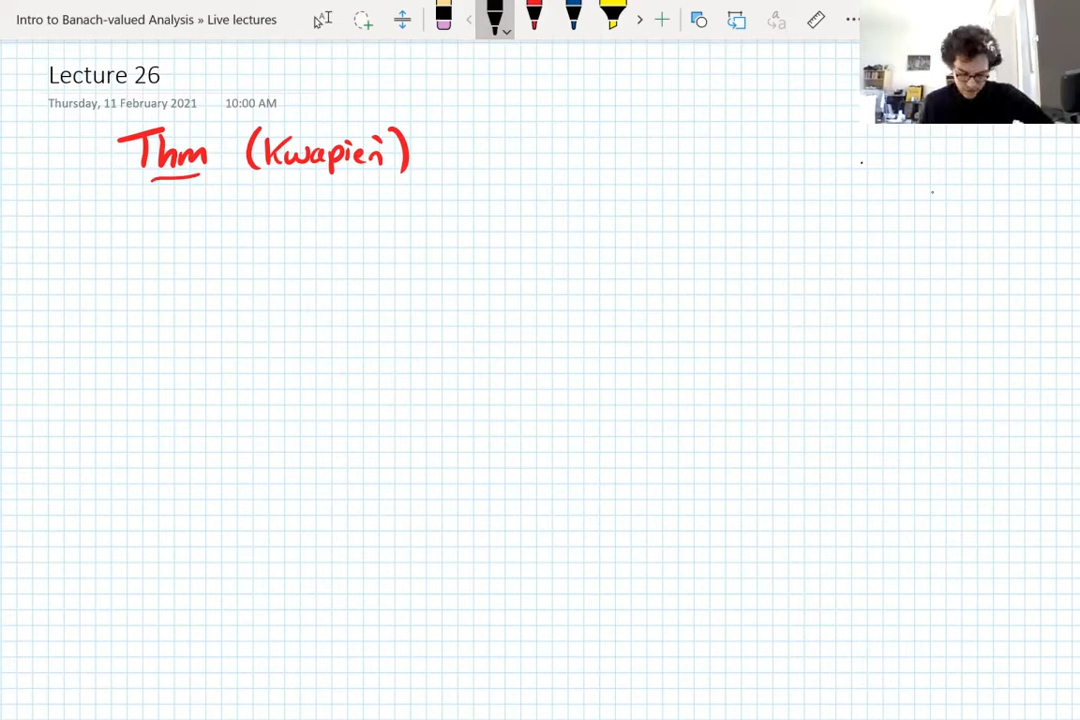 Intro to Banach-valued Analysis » Live lectures
Lecture 26
Thursday, 11 February 2021 10:00 AM
Thm (Kwapień)